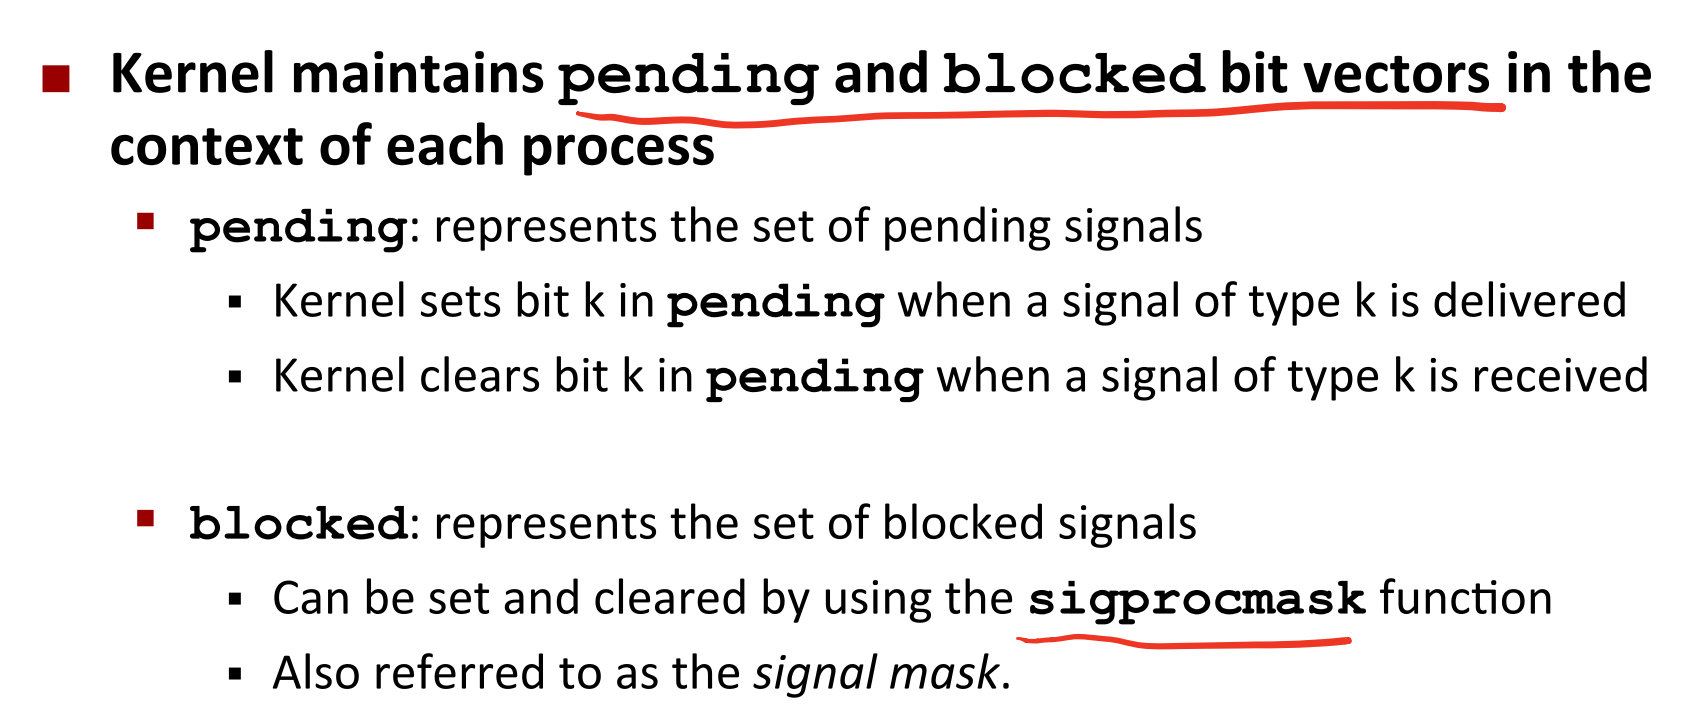 Kernel maintains pending and blocked bit vectors in the
context of each process
pending: represents the set of pending signals
Kernel sets bit k in pending when a signal of type k is delivered
Kernel clears bit k in pending when a signal of type k is received
blocked: represents the set of blocked signals
Can be set and cleared by using the sigprocmask function
Also referred to as the signal mask.